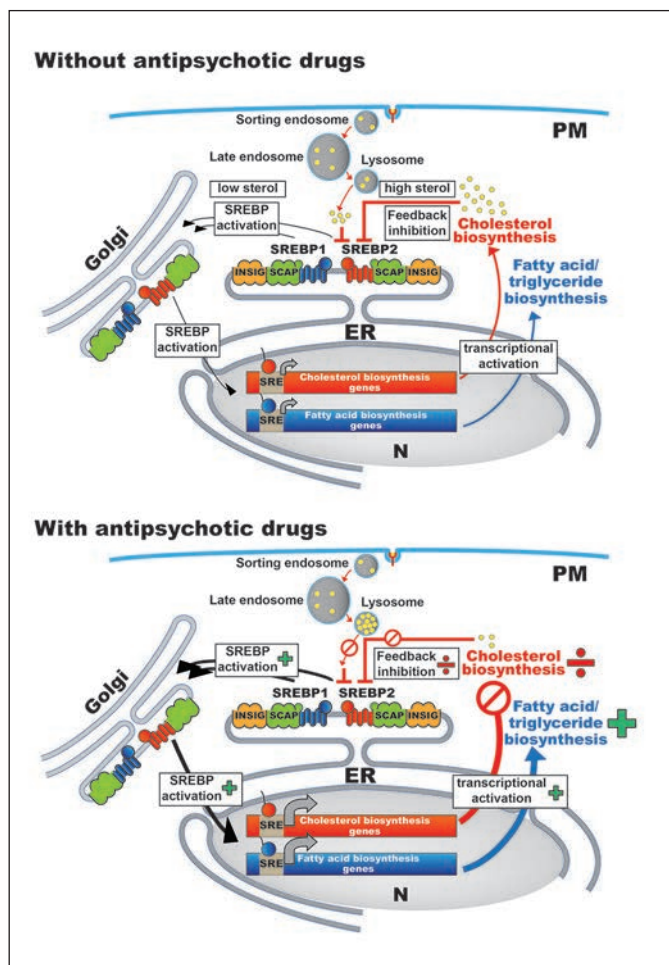 Without antipsychotic drugs
Sorting endosome
PM
Late endosome
Lysosome
low sterol
high sterol
SREBP
activation
Feedback
inhibition
Cholesterol
biosynthesis
Golgi
SREBP1
SREBP2
Fatty acid/
triglyceride
biosynthesis
INSIG
SCAP
SCAP
INSIG
SREBP
activation
ER
transcriptional
activation
SRE
Cholesterol biosynthesis
genes
SRE
Fatty acid biosynthesis
genes
N
With antipsychotic drugs
Sorting endosome
PM
Late endosome
Lysosome
SREBP
activation
Feedback
inhibition
Cholesterol
biosynthesis
Golgi
SREBP1
SREBP2
Fatty acid/
triglyceride
biosynthesis
INSIG
SCAP
SCAP
INSIG
SREBP
activation
ER
transcriptional
activation
SRE
Cholesterol biosynthesis
genes
SRE
Fatty acid biosynthesis
genes
N